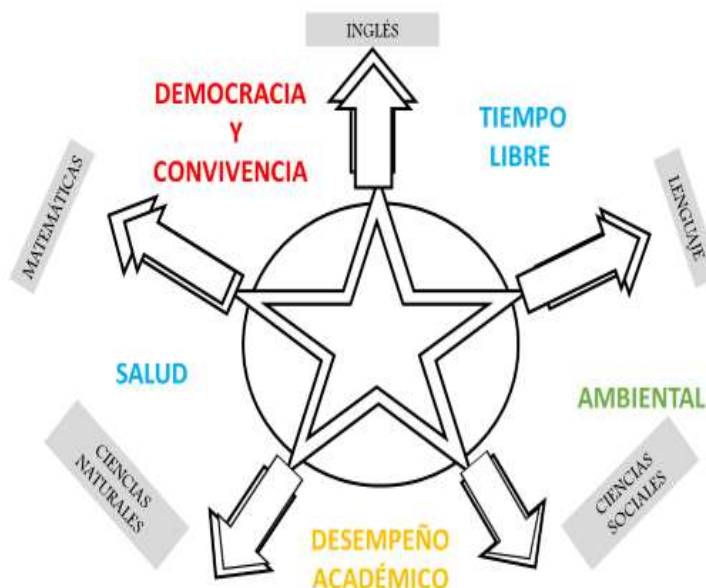 INGLÉS
DEMOCRACIA
Y
CONVIVENCIA
TIEMPO
LIBRE
MATEMÁTICAS
LENGUAJE
SALUD
AMBIENTAL
CIENCIAS
NATURALES
CIENCIAS
SOCIALES
DESEMPEÑO
ACADÉMICO